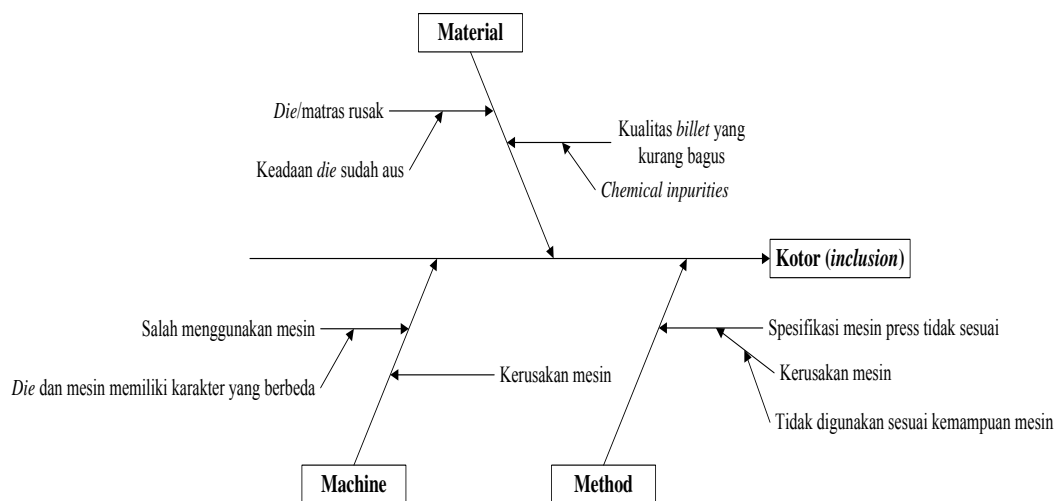 Material
Die/matras rusak
Kualitas billet yang
kurang bagus
Keadaan die sudah aus
Chemical inpurities
Kotor (inclusion)
Salah menggunakan mesin
Spesifikasi mesin press tidak sesuai
Die dan mesin memiliki karakter yang berbeda
Kerusakan mesin
Kerusakan mesin
Tidak digunakan sesuai kemampuan mesin
Machine
Method